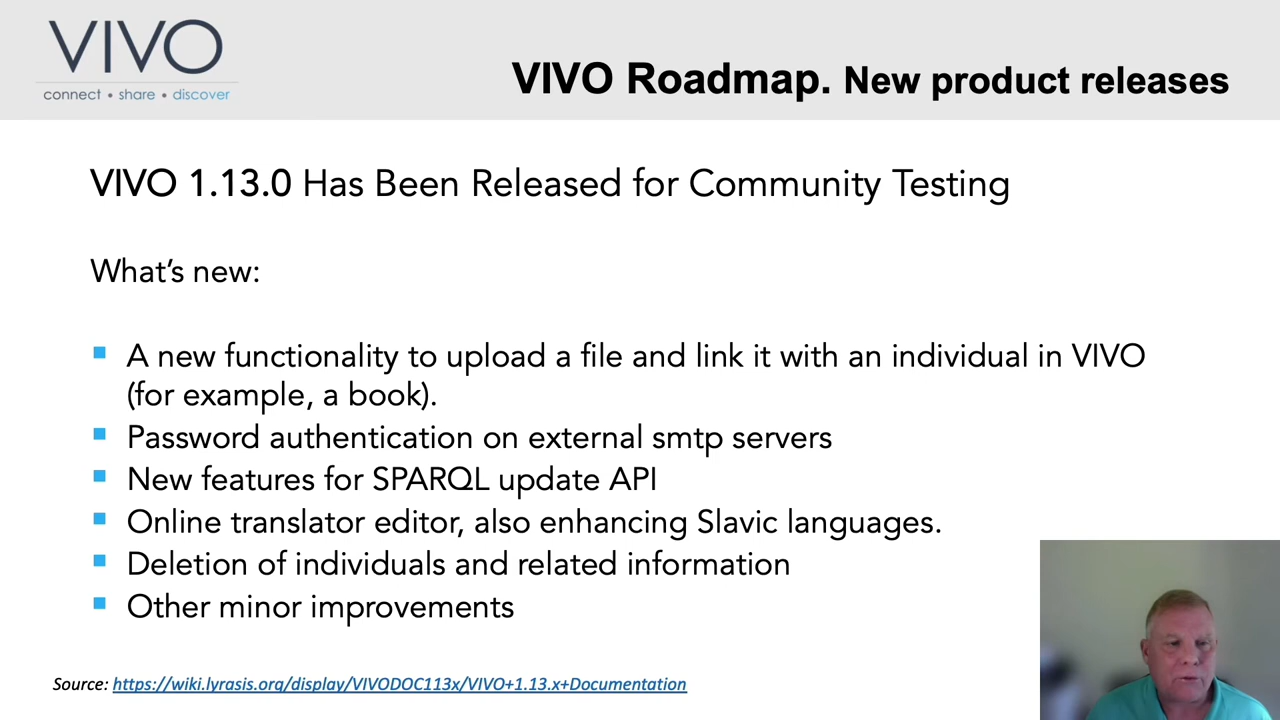 VIVO
connect • share • discover
VIVO Roadmap. New product releases
VIVO 1.13.0 Has Been Released for Community Testing
What’s new:
▪ A new functionality to upload a file and link it with an individual in VIVO
(for example, a book).
▪ Password authentication on external smtp servers
▪ New features for SPARQL update API
▪ Online translator editor, also enhancing Slavic languages.
▪ Deletion of individuals and related information
▪ Other minor improvements
Source: https://wiki.lyrasis.org/display/VIVODOC113x/VIVO+1.13.x+Documentation